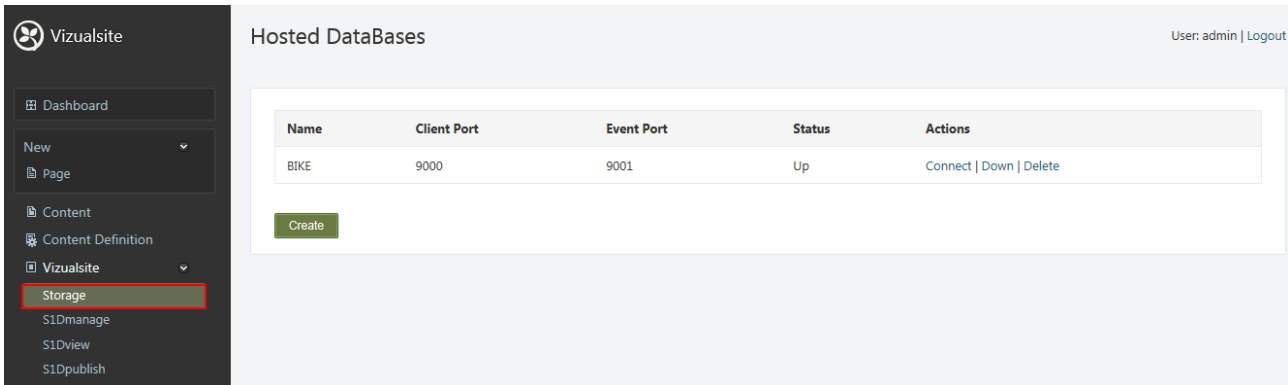 Vizualsite
Hosted DataBases
User: admin | Logout
Dashboard
New
Page
Content
Content Definition
Vizualsite
Storage
S1Dmanage
S1Dview
S1Dpublish
Name Client Port Event Port Status Actions
BIKE 9000 9001 Up Connect | Down | Delete
Create